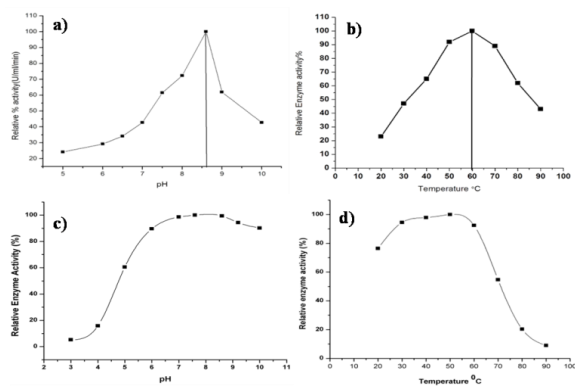 a)
Relative % activity(U/ml/min)
110
100
90
80
70
60
50
40
30
20
5 6 7 8 9 10
pH
b)
Relative Enzyme activity%
110
100
90
80
70
60
50
40
30
20
10
0
0 10 20 30 40 50 60 70 80 90 100
Temperature °C
c)
Relative Enzyme Activity (%)
100
80
60
40
20
0
2 3 4 5 6 7 8 9 10 11
pH
d)
Relative enzyme Activity (%)
100
80
60
40
20
0
0 10 20 30 40 50 60 70 80 90 100
Temperature ⁰C